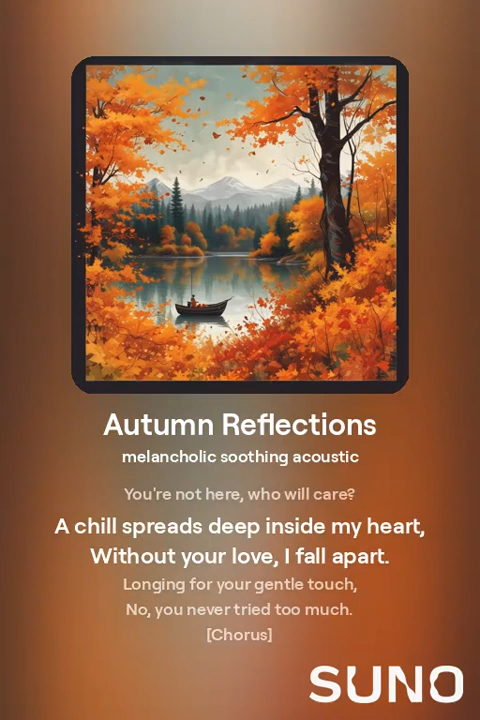 Autumn Reflections
melancholic soothing acoustic
You're not here, who will care?
A chill spreads deep inside my heart,
Without your love, I fall apart.
Longing for your gentle touch,
No, you never tried too much.
[Chorus]
SUNO